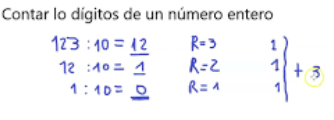 Contar lo dígitos de un número entero
123 :10 = 12 R=3 1
12 :10 = 1 R=2 1 + 3
1 : 10 = 0 R=1 1